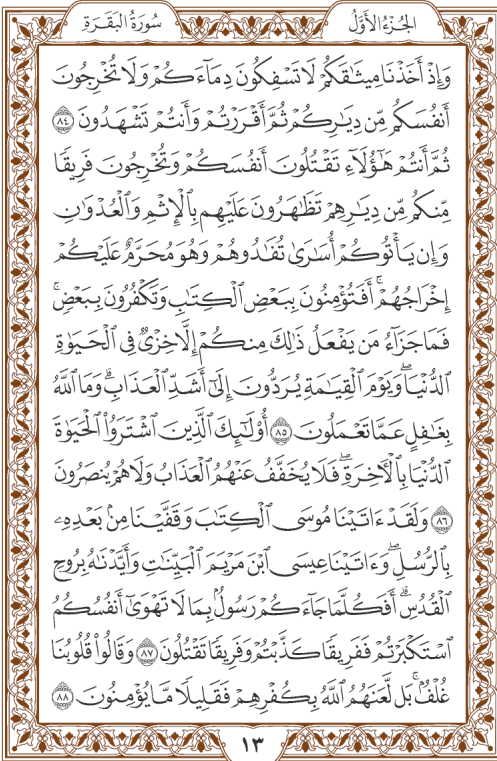 الجُزْءُ الأَوَّلُ
سُورَةُ البَقَرَةِ
وَإِذۡ أَخَذۡنَا مِيثَٰقَكُمۡ لَا تَسۡفِكُونَ دِمَآءَكُمۡ وَلَا تُخۡرِجُونَ
أَنفُسَكُم مِّن دِيَٰرِكُمۡ ثُمَّ أَقۡرَرۡتُمۡ وَأَنتُمۡ تَشۡهَدُونَ ٨٤
ثُمَّ أَنتُمۡ هَٰٓؤُلَآءِ تَقۡتُلُونَ أَنفُسَكُمۡ وَتُخۡرِجُونَ فَرِيقٗا
مِّنكُم مِّن دِيَٰرِهِمۡ تَظَٰهَرُونَ عَلَيۡهِم بِٱلۡإِثۡمِ وَٱلۡعُدۡوَٰنِ
وَإِن يَأۡتُوكُمۡ أُسَٰرَىٰ تُفَٰدُوهُمۡ وَهُوَ مُحَرَّمٌ عَلَيۡكُمۡ
إِخۡرَاجُهُمۡۚ أَفَتُؤۡمِنُونَ بِبَعۡضِ ٱلۡكِتَٰبِ وَتَكۡفُرُونَ بِبَعۡضٖۚ
فَمَا جَزَآءُ مَن يَفۡعَلُ ذَٰلِكَ مِنكُمۡ إِلَّا خِزۡيٞ فِي ٱلۡحَيَوٰةِ
ٱلدُّنۡيَاۖ وَيَوۡمَ ٱلۡقِيَٰمَةِ يُرَدُّونَ إِلَىٰٓ أَشَدِّ ٱلۡعَذَابِۗ وَمَا ٱللَّهُ
بِغَٰفِلٍ عَمَّا تَعۡمَلُونَ ٨٥ أُوْلَٰٓئِكَ ٱلَّذِينَ ٱشۡتَرَوُاْ ٱلۡحَيَوٰةَ
ٱلدُّنۡيَا بِٱلۡأٓخِرَةِۖ فَلَا يُخَفَّفُ عَنۡهُمُ ٱلۡعَذَابُ وَلَا هُمۡ يُنصَرُونَ
٨٦ وَلَقَدۡ ءَاتَيۡنَا مُوسَى ٱلۡكِتَٰبَ وَقَفَّيۡنَا مِنۢ بَعۡدِهِۦ
بِٱلرُّسُلِۖ وَءَاتَيۡنَا عِيسَى ٱبۡنَ مَرۡيَمَ ٱلۡبَيِّنَٰتِ وَأَيَّدۡنَٰهُ بِرُوحِ
ٱلۡقُدُسِۗ أَفَكُلَّمَا جَآءَكُمۡ رَسُولُۢ بِمَا لَا تَهۡوَىٰٓ أَنفُسُكُمُ
ٱسۡتَكۡبَرۡتُمۡ فَفَرِيقٗا كَذَّبۡتُمۡ وَفَرِيقٗا تَقۡتُلُونَ ٨٧ وَقَالُواْ قُلُوبُنَا
غُلۡفُۢۚ بَل لَّعَنَهُمُ ٱللَّهُ بِكُفۡرِهِمۡ فَقَلِيلٗا مَّا يُؤۡمِنُونَ ٨٨
١٣